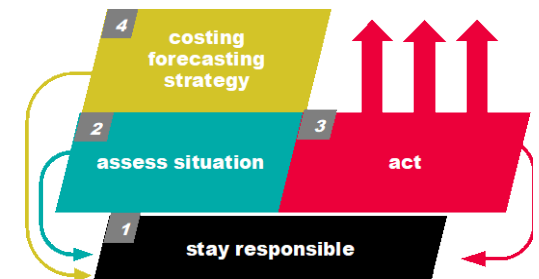 4
costing
forecasting
strategy
2
assess situation
3
act
1
stay responsible